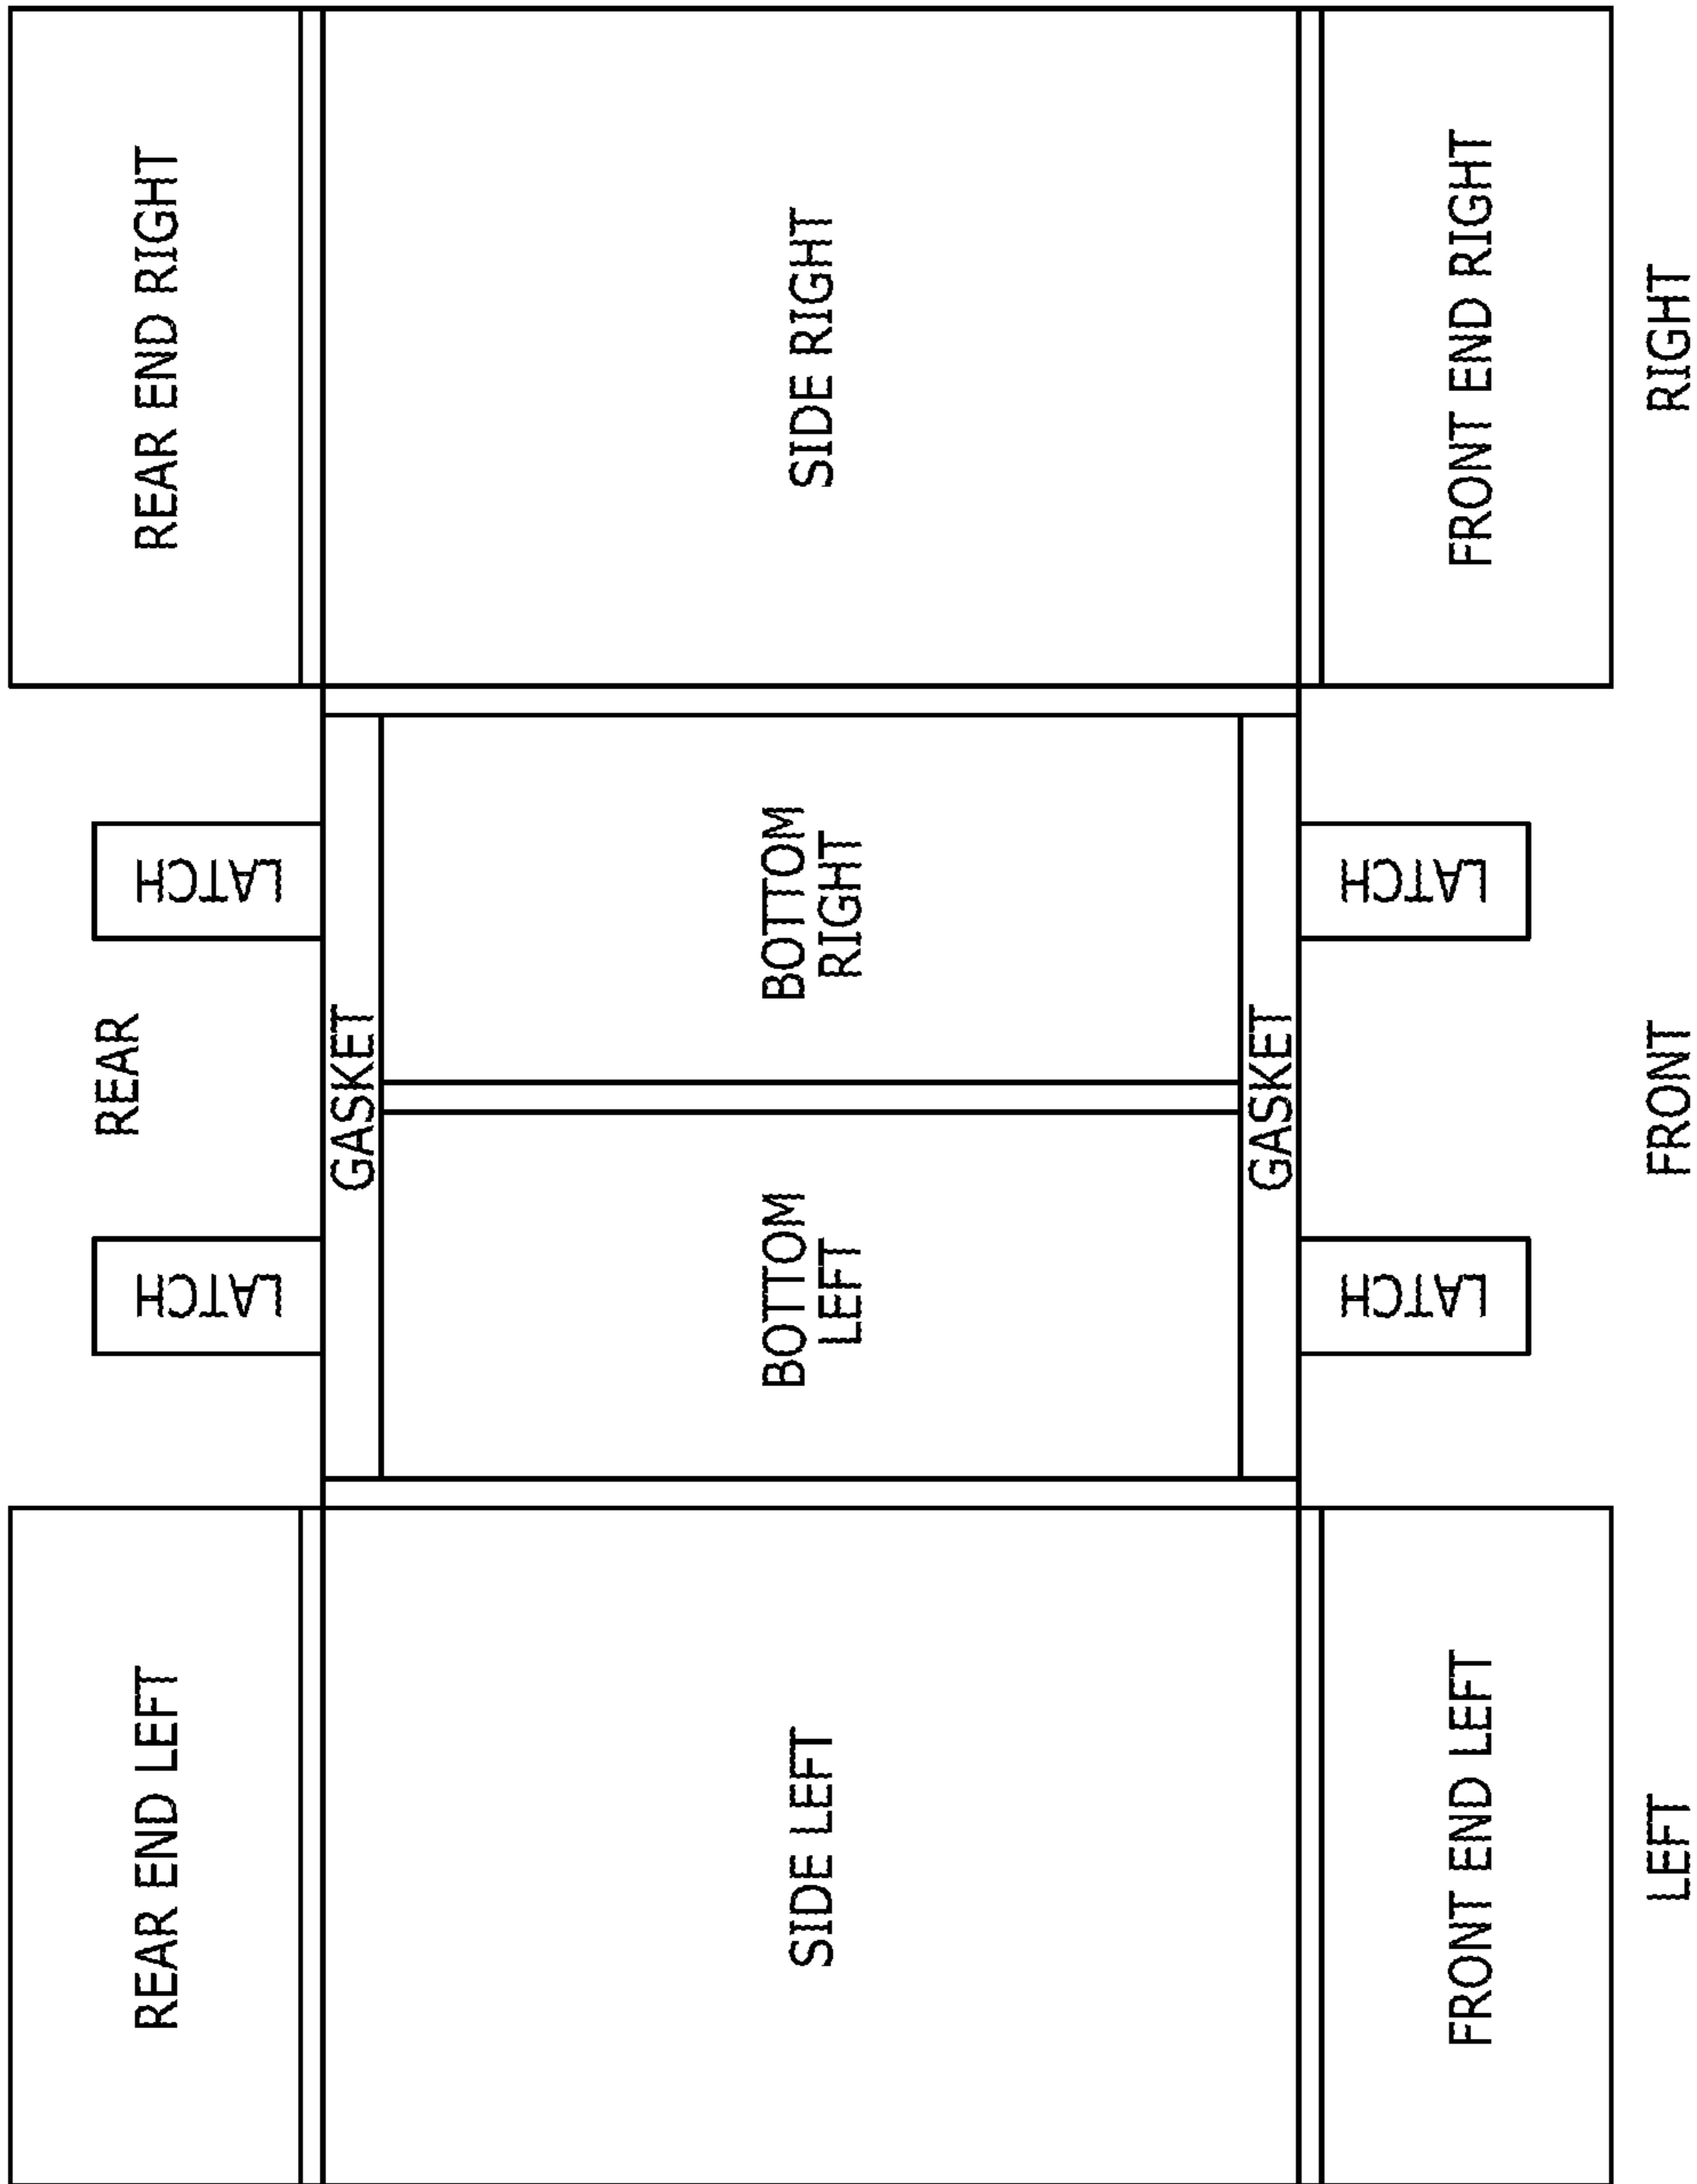 REAR
REAR END LEFT
REAR END RIGHT
LATCH
LATCH
GASKET
SIDE LEFT
BOTTOM
LEFT
BOTTOM
RIGHT
SIDE RIGHT
GASKET
LATCH
LATCH
FRONT END LEFT
FRONT END RIGHT
LEFT
FRONT
RIGHT